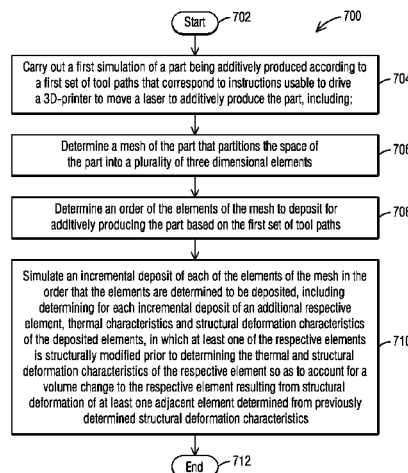 700
Start
702
Carry out a first simulation of a part being additively produced according to
a first set of tool paths that correspond to instructions usable to drive
a 3D-printer to move a laser to additively produce the part, including;
704
Determine a mesh of the part that partitions the space of
the part into a plurality of three dimensional elements
706
Determine an order of the elements of the mesh to deposit for
additively producing the part based on the first set of tool paths
708
Simulate an incremental deposit of each of the elements of the mesh in the
order that the elements are determined to be deposited, including
determining for each incremental deposit of an additional respective
element, thermal characteristics and structural deformation characteristics
of the deposited elements, in which at least one of the respective elements
is structurally modified prior to determining the thermal and structural
deformation characteristics of the respective element so as to account for a
volume change to the respective element resulting from structural
deformation of at least one adjacent element determined from previously
determined structural deformation characteristics
710
End
712